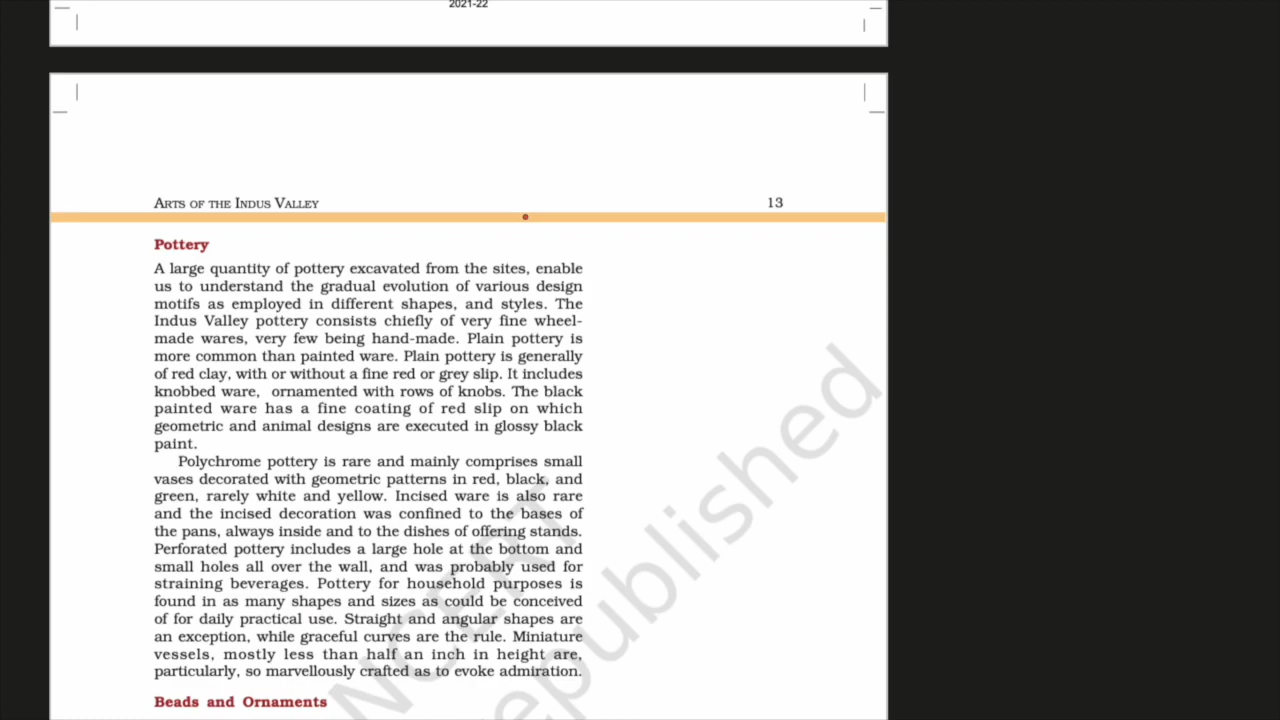 2021-22
ARTS OF THE INDUS VALLEY
13
Pottery
A large quantity of pottery excavated from the sites, enable
us to understand the gradual evolution of various design
motifs as employed in different shapes, and styles. The
Indus Valley pottery consists chiefly of very fine wheel-
made wares, very few being hand-made. Plain pottery is
more common than painted ware. Plain pottery is generally
of red clay, with or without a fine red or grey slip. It includes
knobbed ware, ornamented with rows of knobs. The black
painted ware has a fine coating of red slip on which
geometric and animal designs are executed in glossy black
paint.
Polychrome pottery is rare and mainly comprises small
vases decorated with geometric patterns in red, black, and
green, rarely white and yellow. Incised ware is also rare
and the incised decoration was confined to the bases of
the pans, always inside and to the dishes of offering stands.
Perforated pottery includes a large hole at the bottom and
small holes all over the wall, and was probably used for
straining beverages. Pottery for household purposes is
found in as many shapes and sizes as could be conceived
of for daily practical use. Straight and angular shapes are
an exception, while graceful curves are the rule. Miniature
vessels, mostly less than half an inch in height are,
particularly, so marvellously crafted as to evoke admiration.
Beads and Ornaments
NCERT
republished